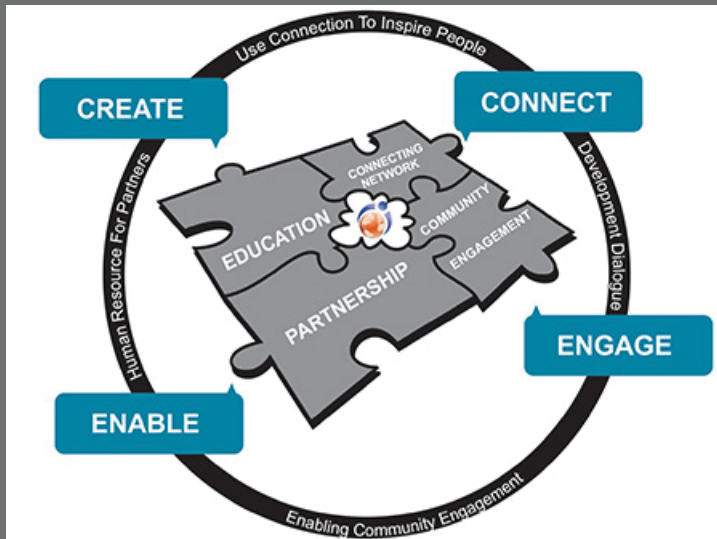 Use Connection To Inspire People
CREATE
CONNECT
CONNECTING
NETWORK
EDUCATION
COMMUNITY
ENGAGEMENT
PARTNERSHIP
Human Resource For Partners
Development Dialogue
ENGAGE
ENABLE
Enabling Community Engagement